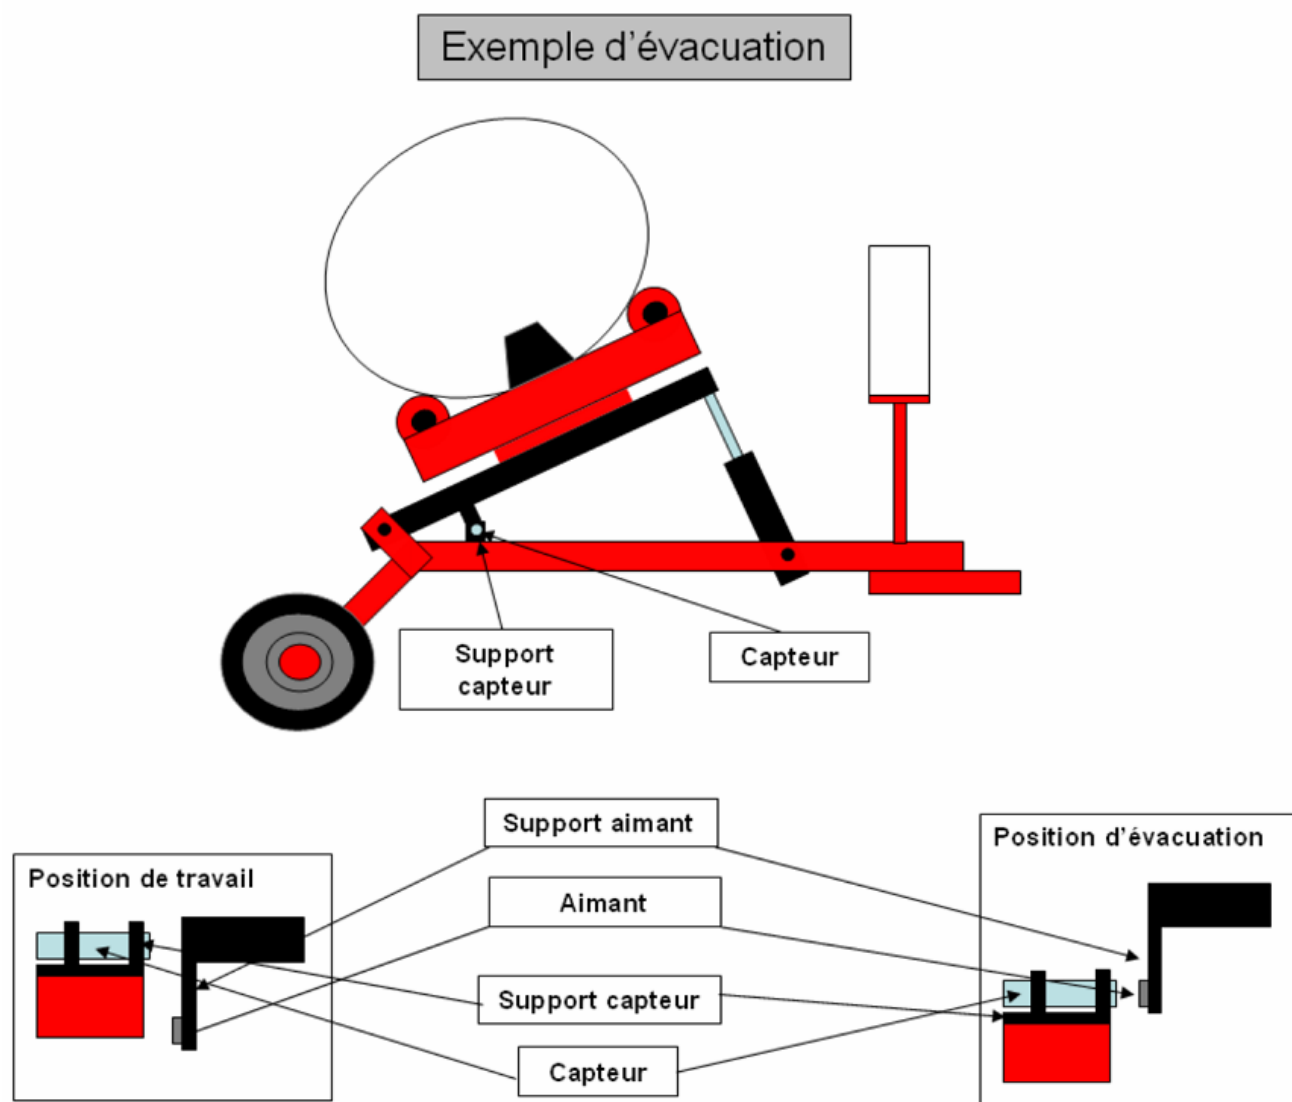 Exemple d'évacuation
Support
capteur
Capteur
Support aimant
Position d'évacuation
Position de travail
Aimant
Support capteur
Capteur